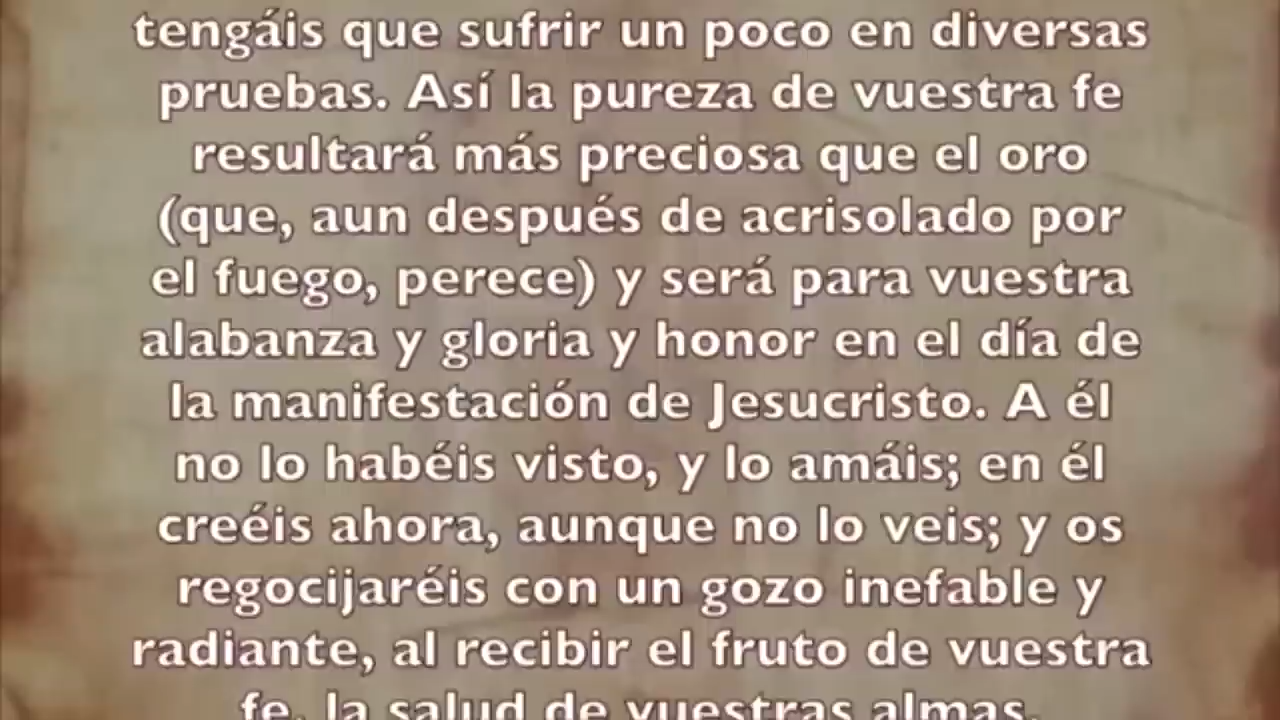 tengáis que sufrir un poco en diversas
pruebas. Así la pureza de vuestra fe
resultará más preciosa que el oro
(que, aun después de acrisolado por
el fuego, perece) y será para vuestra
alabanza y gloria y honor en el día de
la manifestación de Jesucristo. A él
no lo habéis visto, y lo amáis; en él
creéis ahora, aunque no lo veis; y os
regocijaréis con un gozo inefable y
radiante, al recibir el fruto de vuestra
fe, la salud de vuestras almas.